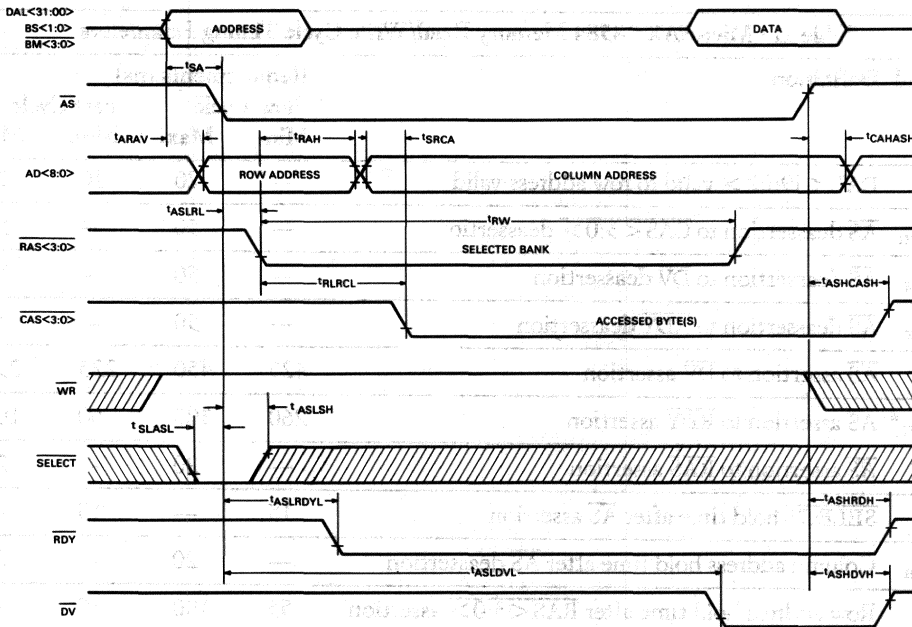 DAL<31:00>
BS<1:0>
BM<3:0>
ADDRESS
DATA
tSA
AS
tARAV
tRAH
tSRCA
tCAHASH
AD<8:0>
ROW ADDRESS
COLUMN ADDRESS
tASLRL
tRW
RAS<3:0>
SELECTED BANK
tRLRCL
tASHCASH
CAS<3:0>
ACCESSED BYTE(S)
WR
tASLSH
tSLASL
SELECT
tASLRDYL
tASHRDH
RDY
tASLDVL
tASHDVH
DV